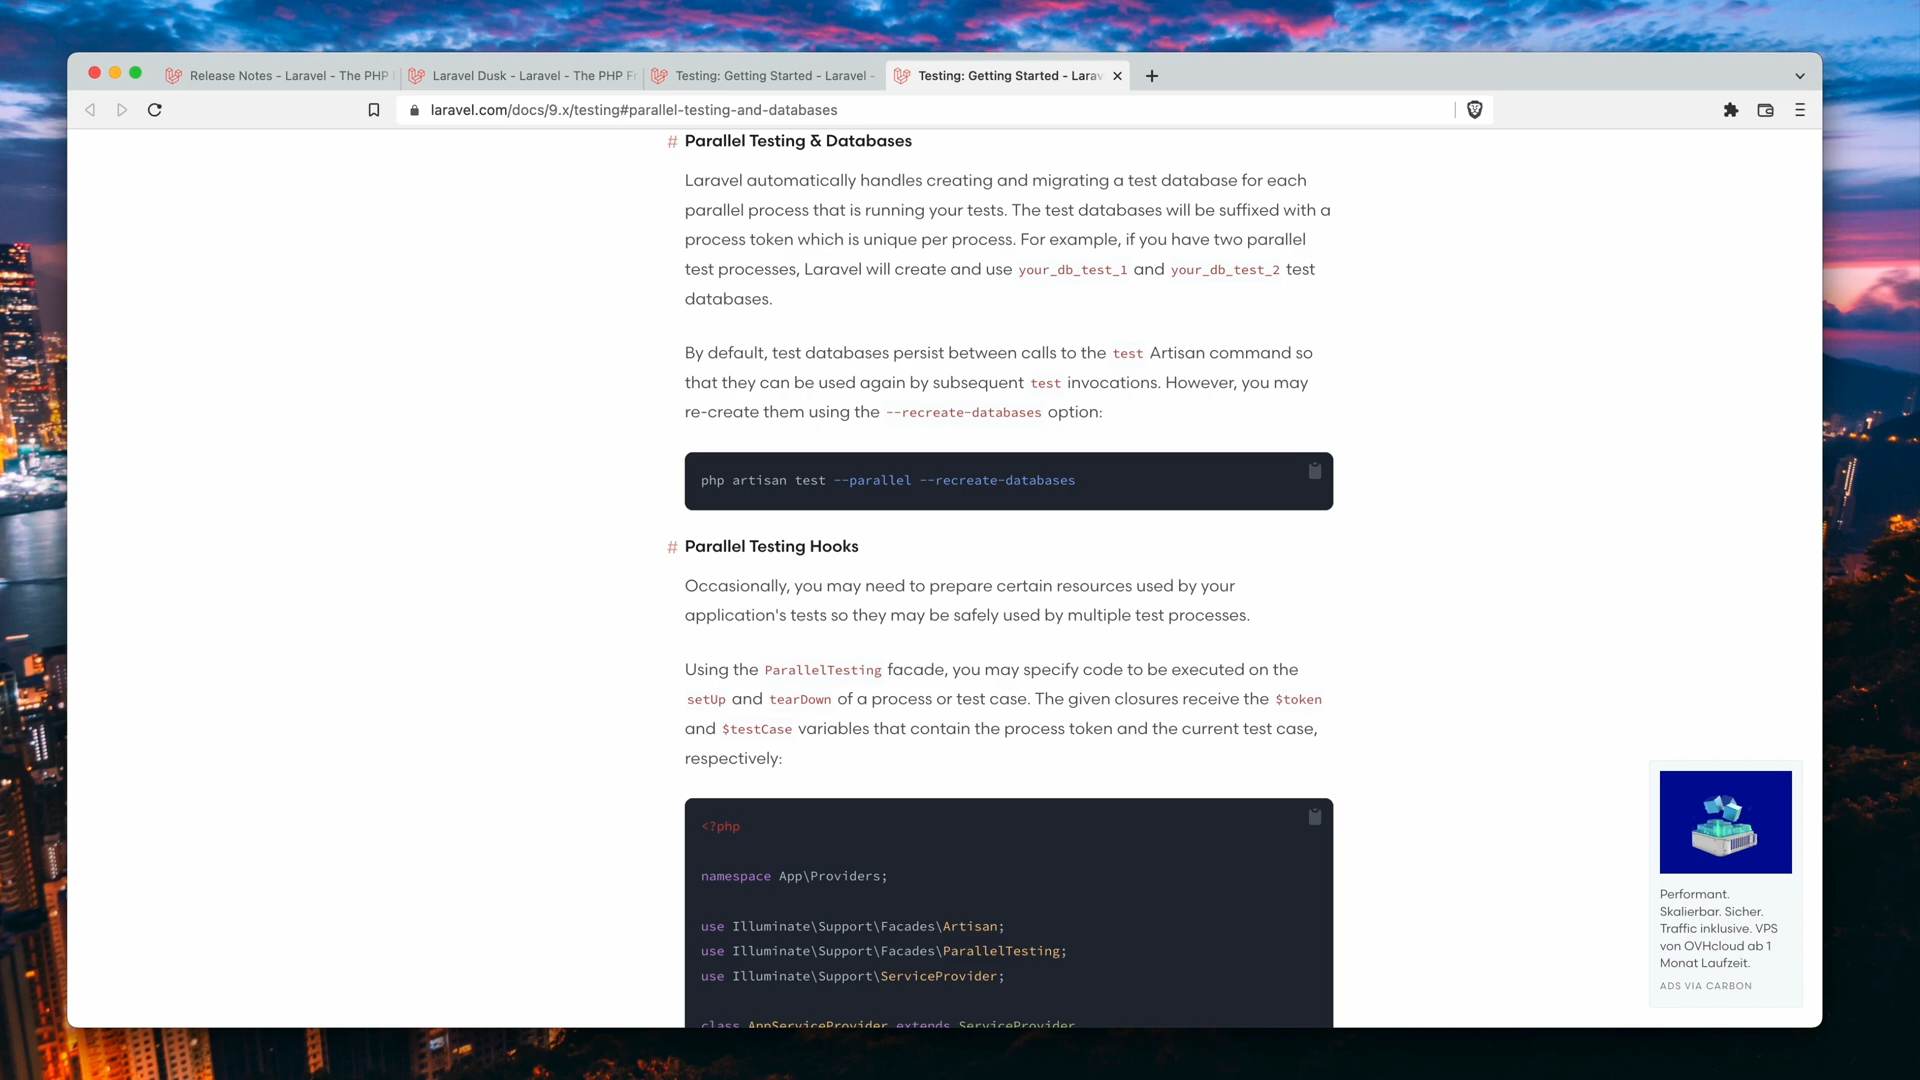 Release Notes - Laravel - The PHP
Laravel Dusk - Laravel - The PHP Fr
Testing: Getting Started - Laravel -
Testing: Getting Started - Larav
laravel.com/docs/9.x/testing#parallel-testing-and-databases
# Parallel Testing & Databases
Laravel automatically handles creating and migrating a test database for each
parallel process that is running your tests. The test databases will be suffixed with a
process token which is unique per process. For example, if you have two parallel
test processes, Laravel will create and use your_db_test_1 and your_db_test_2 test
databases.
By default, test databases persist between calls to the test Artisan command so
that they can be used again by subsequent test invocations. However, you may
re-create them using the --recreate-databases option:
php artisan test --parallel --recreate-databases
# Parallel Testing Hooks
Occasionally, you may need to prepare certain resources used by your
application's tests so they may be safely used by multiple test processes.
Using the ParallelTesting facade, you may specify code to be executed on the
setUp and tearDown of a process or test case. The given closures receive the $token
and $testCase variables that contain the process token and the current test case,
respectively:
<?php
namespace App\Providers;
use Illuminate\Support\Facades\Artisan;
use Illuminate\Support\Facades\ParallelTesting;
use Illuminate\Support\ServiceProvider;
class AppServiceProvider extends ServiceProvider
Performant.
Skalierbar. Sicher.
Traffic inklusive. VPS
von OVHcloud ab 1
Monat Laufzeit.
ADS VIA CARBON